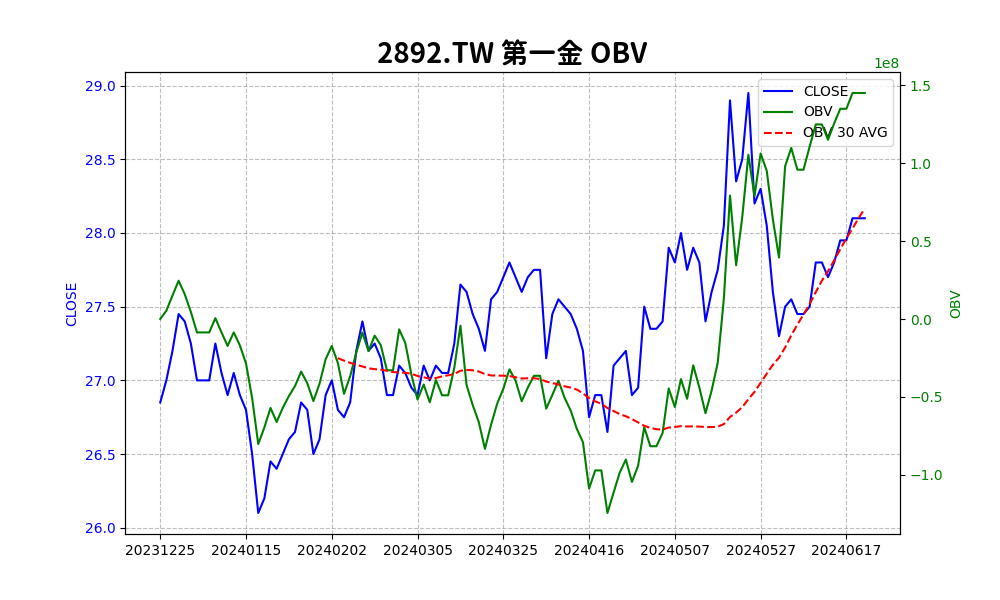 2892.TW 第一金 OBV
1e8
CLOSE
OBV
OBV 30 AVG
29.0
28.5
28.0
27.5
27.0
26.5
26.0
CLOSE
1.5
1.0
0.5
0.0
−0.5
−1.0
OBV
20231225 20240115 20240202 20240305 20240325 20240416 20240507 20240527 20240617